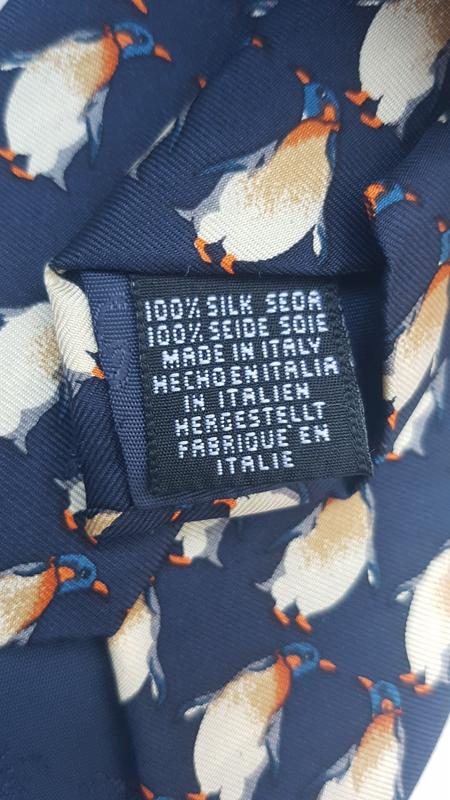 100% SILK SEDA
100% SEIDE SOIE
MADE IN ITALY
HECHO EN ITALIA
IN ITALIEN
HERGESTELLT
FABRIQUE EN
ITALIE